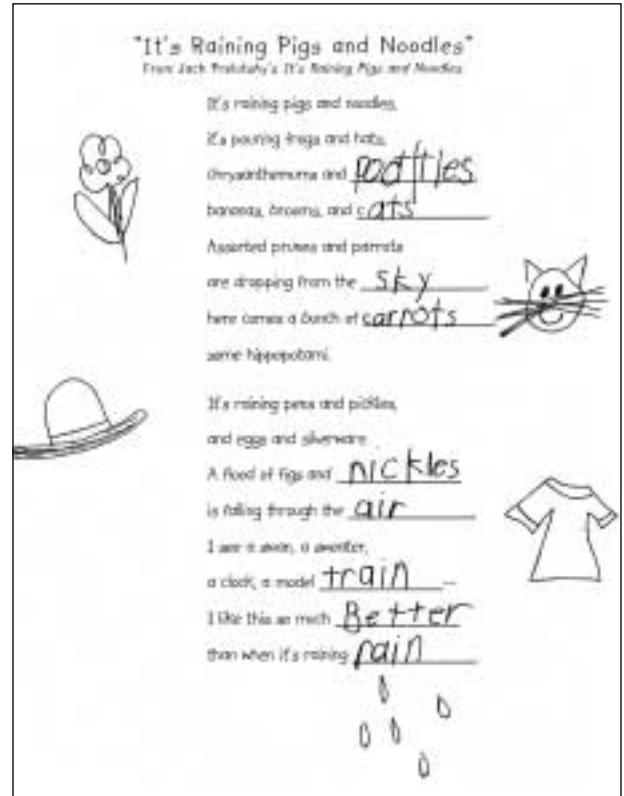 "It's Raining Pigs and Noodles"
From Jack Prelutsky's It's Raining Pigs and Noodles
It's raining pigs and noodles,
it's pouring frogs and hats,
chrysanthemums and poodles
bananas, brooms, and cats
Assorted prunes and parrots
are dropping from the sky
here comes a bunch of carrots
some hippopotami.
It's raining pens and pickles,
and eggs and silverware
A flood of figs and nickles
is falling through the air
I see a swan, a sweater,
a clock, a model train
I like this so much Better
than when it's raining rain